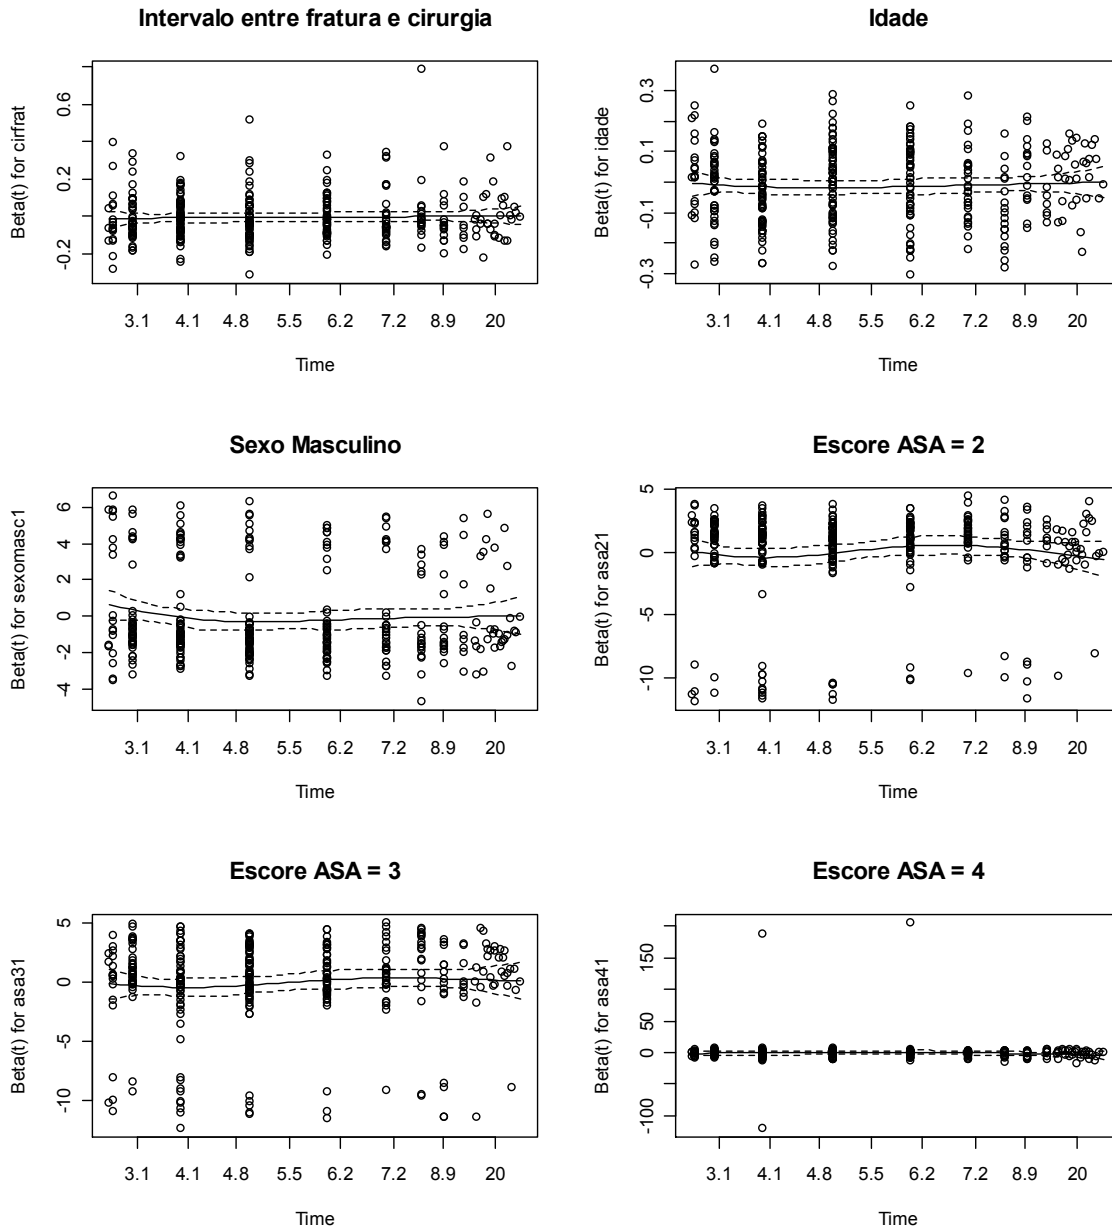 Intervalo entre fratura e cirurgia
Beta(t) for cirfrat
0.6
0.2
-0.2
3.1 4.1 4.8 5.5 6.2 7.2 8.9 20
Time
Idade
Beta(t) for idade
0.3
0.1
-0.1
-0.3
3.1 4.1 4.8 5.5 6.2 7.2 8.9 20
Time
Sexo Masculino
Beta(t) for sexomasc1
6
4
2
0
-2
-4
3.1 4.1 4.8 5.5 6.2 7.2 8.9 20
Time
Escore ASA = 2
Beta(t) for asa21
5
0
-5
-10
3.1 4.1 4.8 5.5 6.2 7.2 8.9 20
Time
Escore ASA = 3
Beta(t) for asa31
5
0
-5
-10
3.1 4.1 4.8 5.5 6.2 7.2 8.9 20
Time
Escore ASA = 4
Beta(t) for asa41
150
50
0
-100
3.1 4.1 4.8 5.5 6.2 7.2 8.9 20
Time